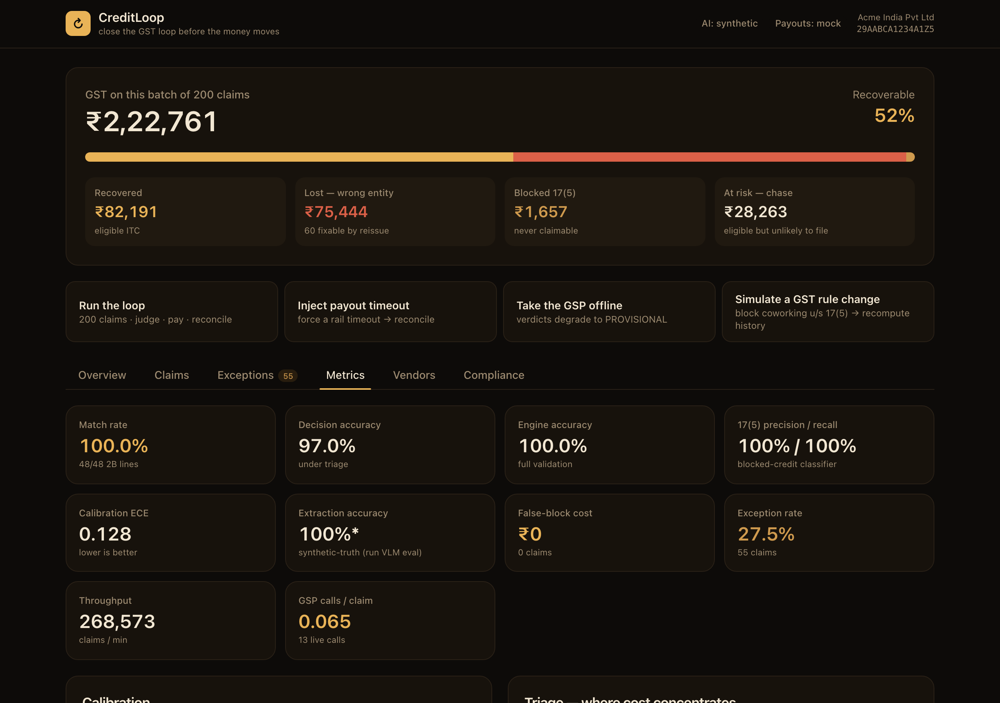 CreditLoop
close the GST loop before the money moves
AI: synthetic
Payouts: mock
Acme India Pvt Ltd
29AABCA1234A1Z5
GST on this batch of 200 claims
₹2,22,761
Recoverable
52%
Recovered
₹82,191
eligible ITC
Lost — wrong entity
₹75,444
60 fixable by reissue
Blocked 17(5)
₹1,657
never claimable
At risk — chase
₹28,263
eligible but unlikely to file
Run the loop
200 claims · judge · pay · reconcile
Inject payout timeout
force a rail timeout → reconcile
Take the GSP offline
verdicts degrade to PROVISIONAL
Simulate a GST rule change
block coworking u/s 17(5) → recompute
history
Overview
Claims
Exceptions 55
Metrics
Vendors
Compliance
Match rate
100.0%
48/48 2B lines
Decision accuracy
97.0%
under triage
Engine accuracy
100.0%
full validation
17(5) precision / recall
100% / 100%
blocked-credit classifier
Calibration ECE
0.128
lower is better
Extraction accuracy
100%*
synthetic-truth (run VLM eval)
False-block cost
₹0
0 claims
Exception rate
27.5%
55 claims
Throughput
268,573
claims / min
GSP calls / claim
0.065
13 live calls
Calibration
Triage — where cost concentrates